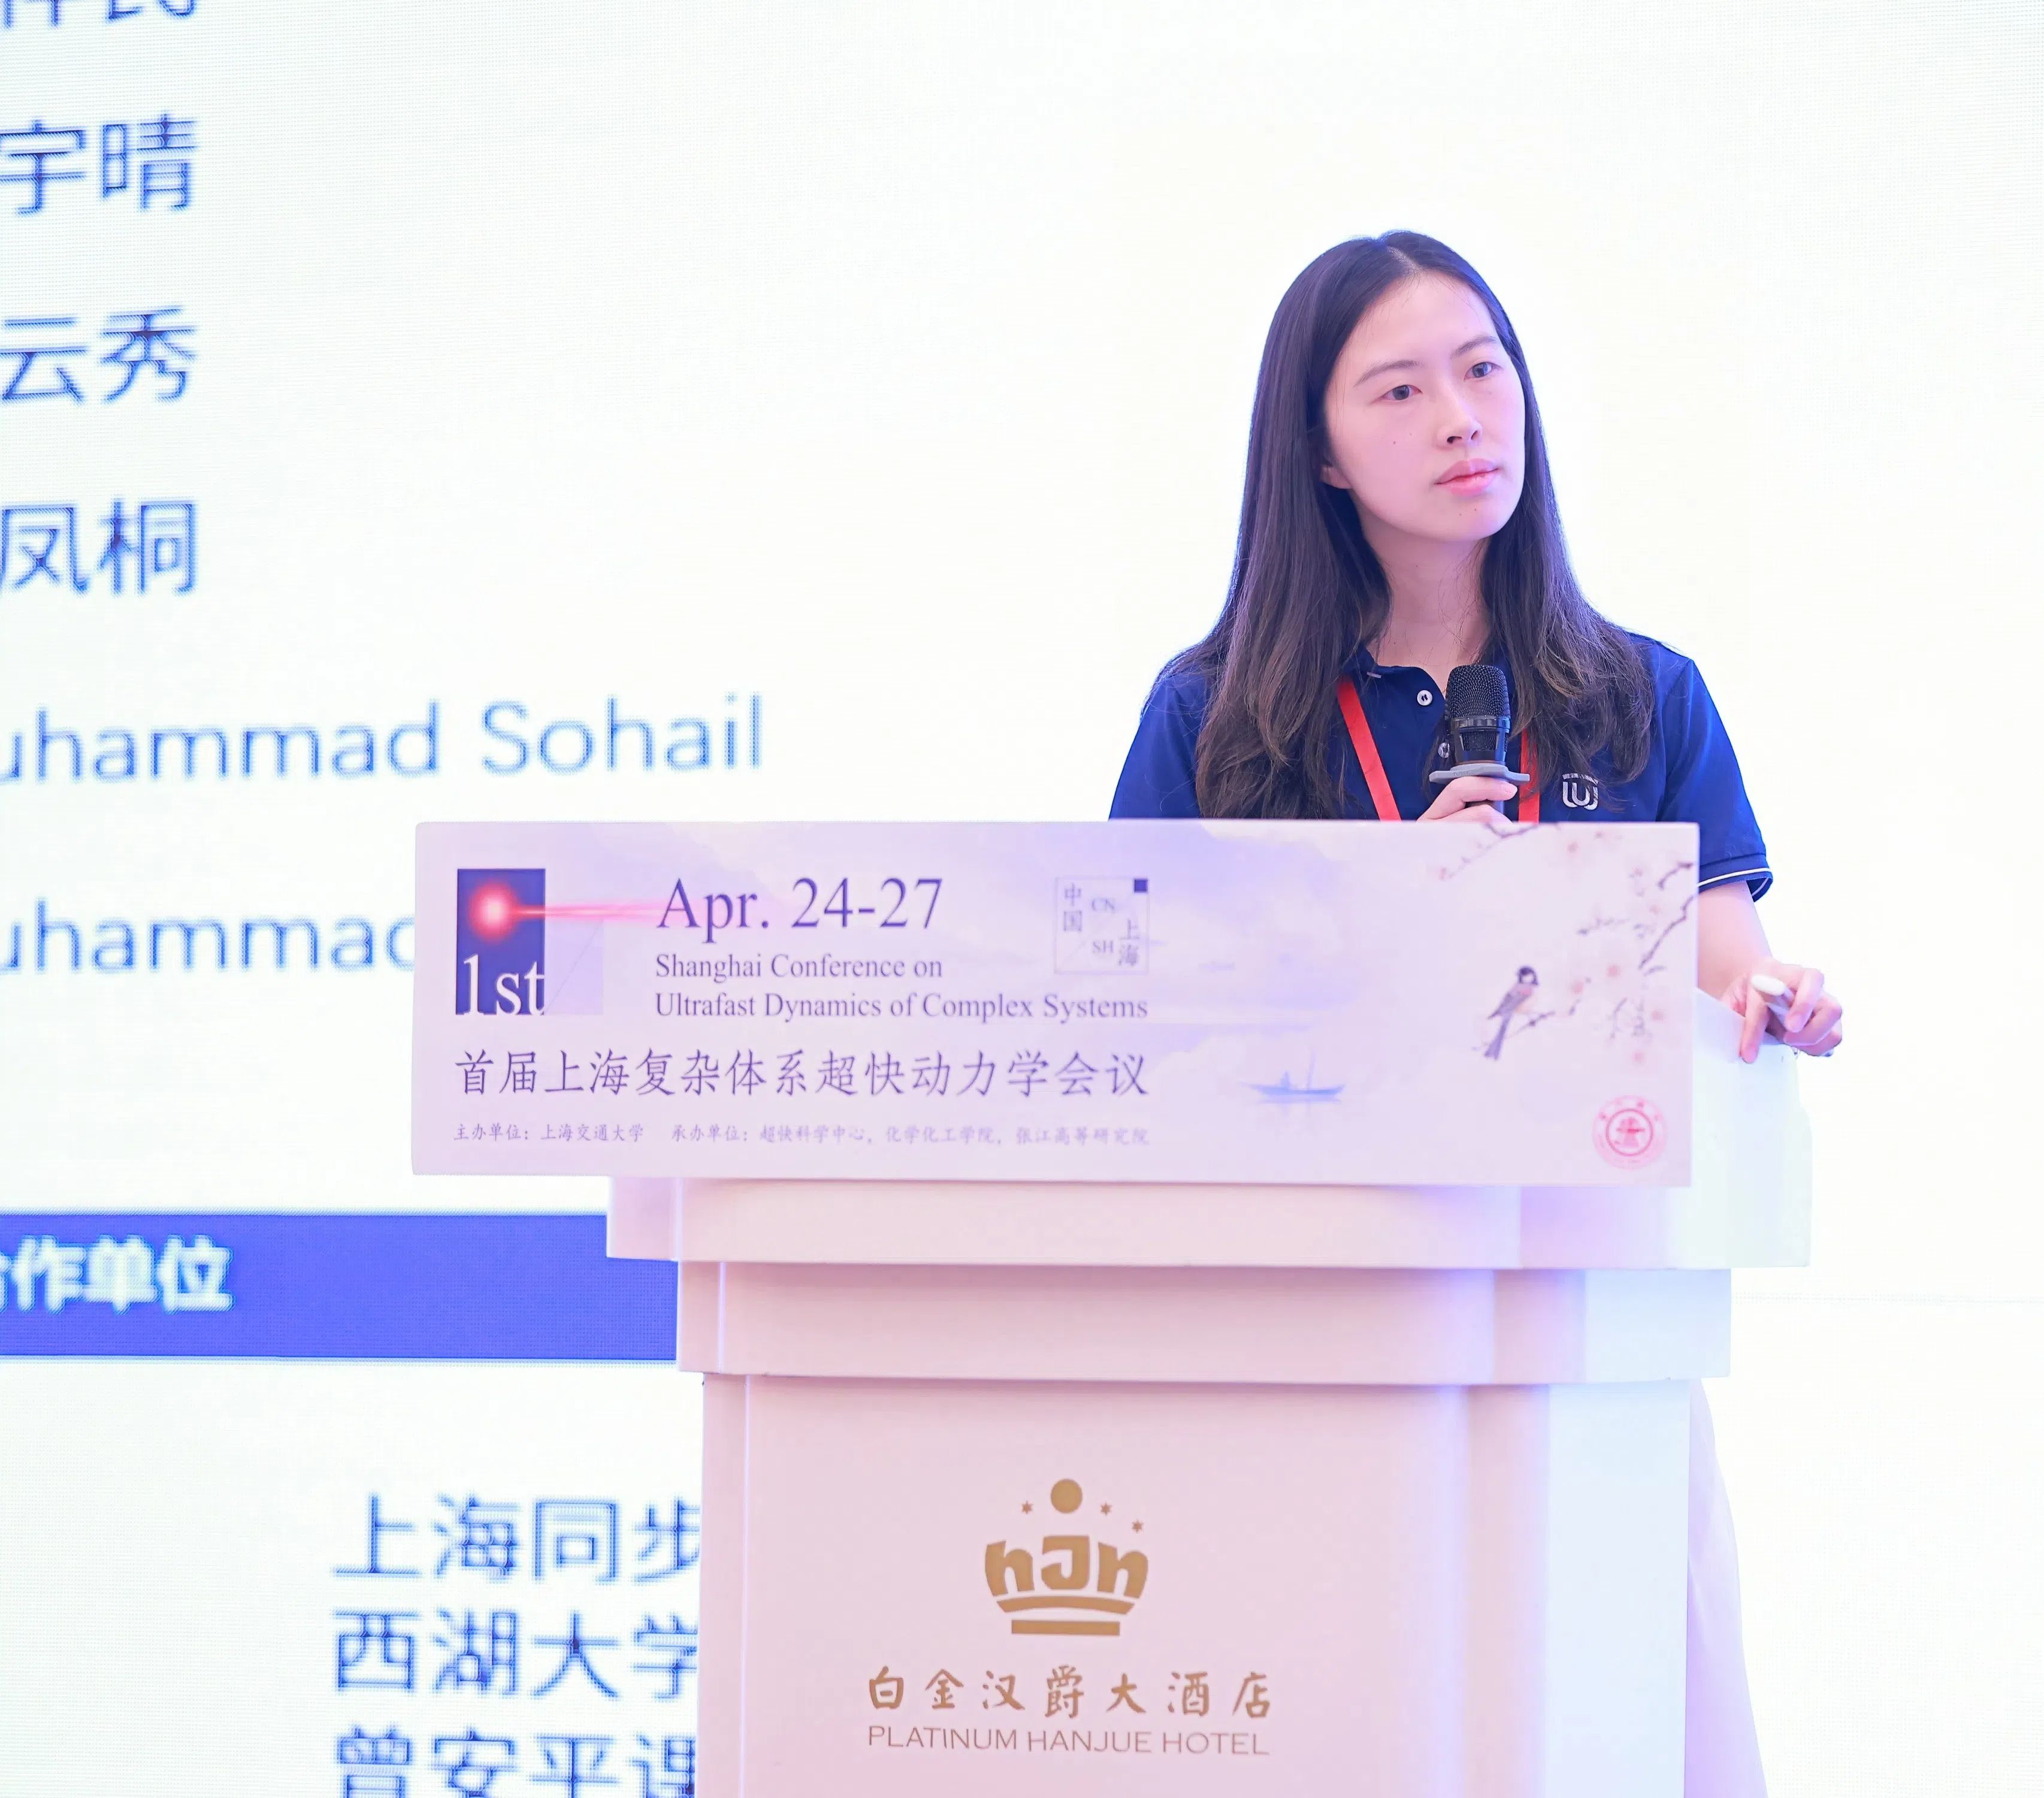 宇晴
云秀
凤桐
uhammad Sohail
uhammad
作单位
上海同步
西湖大学
曾安平课
1st
Apr. 24-27
Shanghai Conference on
Ultrafast Dynamics of Complex Systems
中国 CN
SH 上海
首届上海复杂体系超快动力学会议
主办单位：上海交通大学 承办单位：超快科学中心，化学化工学院，张江高等研究院
白金汉爵大酒店
PLATINUM HANJUE HOTEL